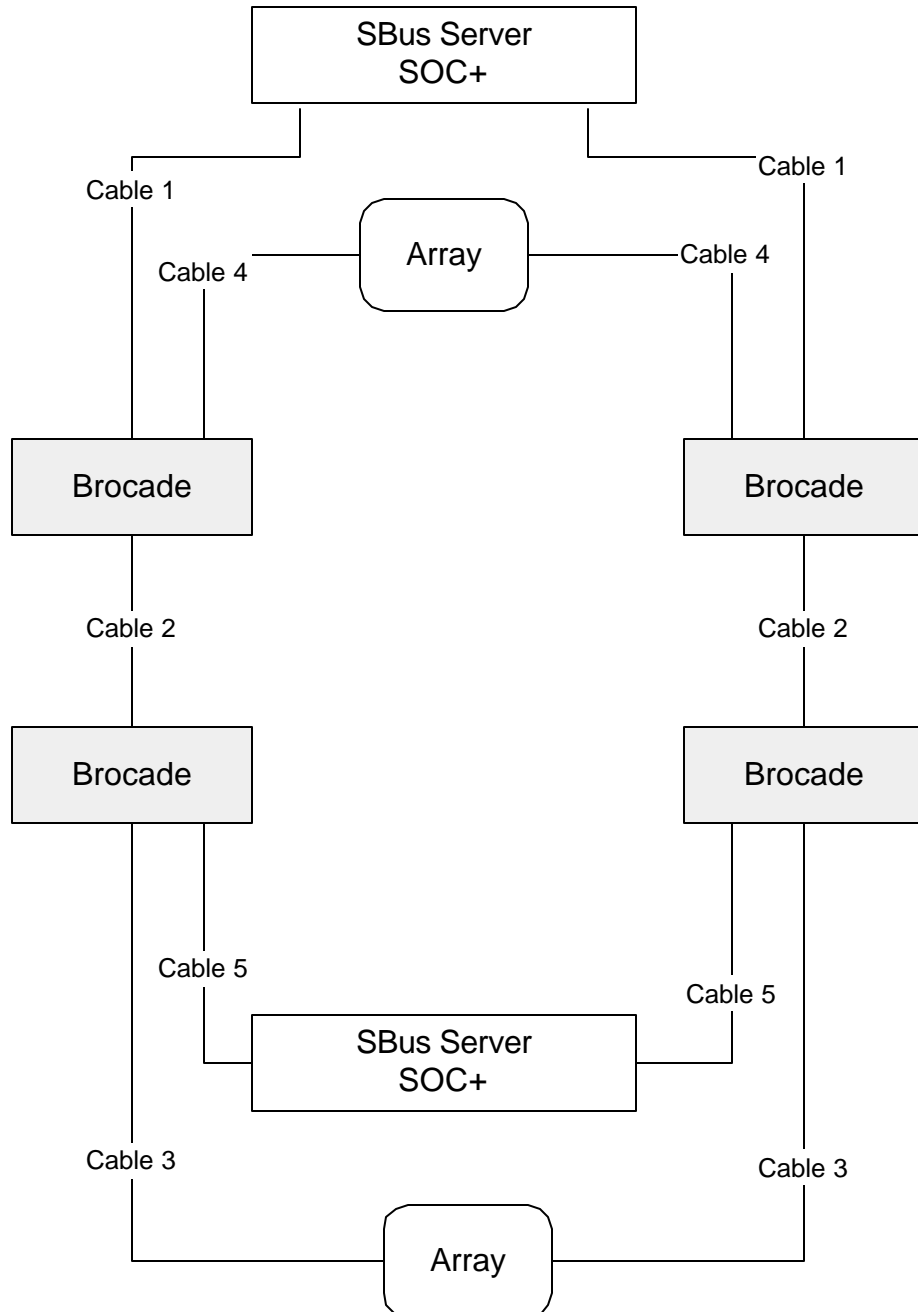 SBus Server
SOC+
Cable 1
Cable 1
Array
Cable 4
Cable 4
Brocade
Brocade
Cable 2
Cable 2
Brocade
Brocade
Cable 5
Cable 5
SBus Server
SOC+
Cable 3
Cable 3
Array